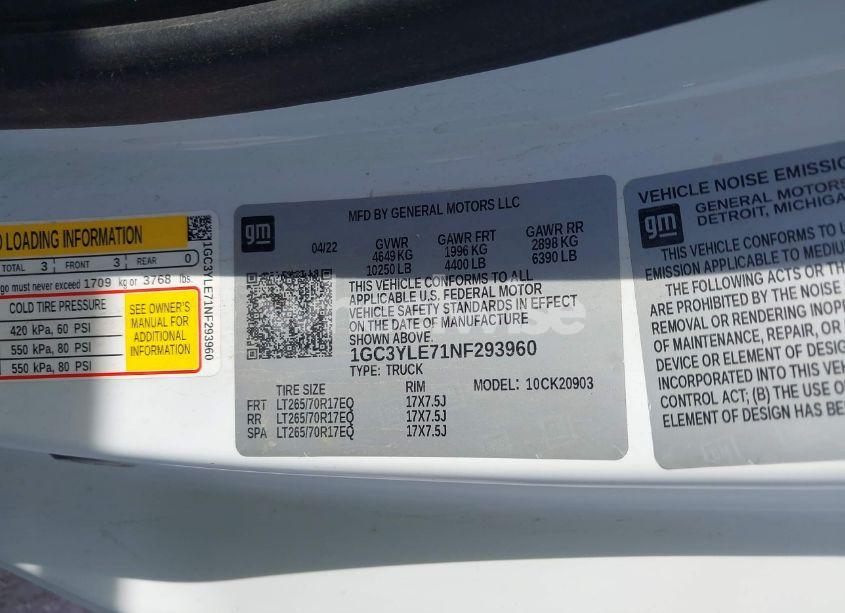 O LOADING INFORMATION
TOTAL 3 FRONT 3 REAR 0
go must never exceed 1709 kg or 3768 lbs.
COLD TIRE PRESSURE
420 kPa, 60 PSI
550 kPa, 80 PSI
550 kPa, 80 PSI
SEE OWNER'S
MANUAL FOR
ADDITIONAL
INFORMATION
1GC3YLE71NF293960
gm
MFD BY GENERAL MOTORS LLC
04/22
GVWR GAWR FRT GAWR RR
4649 KG 1996 KG 2898 KG
10250 LB 4400 LB 6390 LB
THIS VEHICLE CONFORMS TO ALL
APPLICABLE U.S. FEDERAL MOTOR
VEHICLE SAFETY STANDARDS IN EFFECT
ON THE DATE OF MANUFACTURE
SHOWN ABOVE.
1GC3YLE71NF293960
TYPE: TRUCK
MODEL: 10CK20903
TIRE SIZE RIM
FRT LT265/70R17EQ 17X7.5J
RR LT265/70R17EQ 17X7.5J
SPA LT265/70R17EQ 17X7.5J
VEHICLE NOISE EMISSIO
gm
GENERAL MOTORS
DETROIT, MICHIGA
THIS VEHICLE CONFORMS TO U
EMISSION APPLICABLE TO MEDIU
THE FOLLOWING ACTS OR THE
ARE PROHIBITED BY THE NOISE
REMOVAL OR RENDERING INOPE
OF MAINTENANCE, REPAIR, OR
DEVICE OR ELEMENT OF DESIGN
INCORPORATED INTO THIS VEHIC
CONTROL ACT; (B) THE USE OF
ELEMENT OF DESIGN HAS BEEN